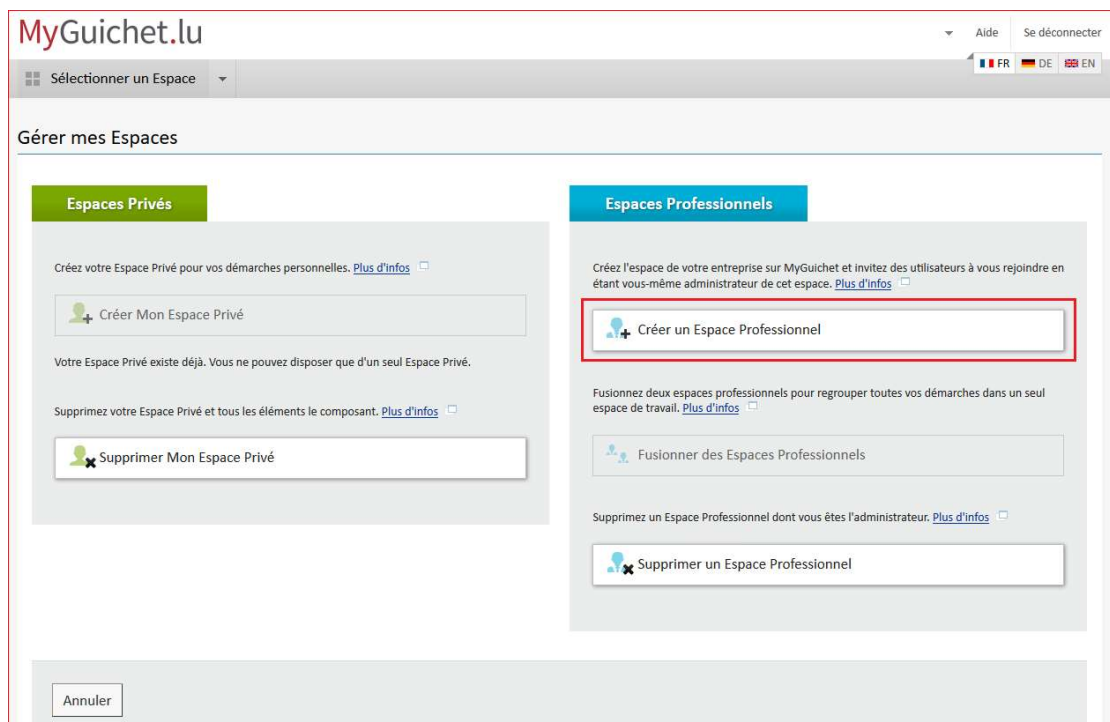 MyGuichet.lu
Aide
Se déconnecter
Sélectionner un Espace
FR
DE
EN
Gérer mes Espaces
Espaces Privés
Créez votre Espace Privé pour vos démarches personnelles. Plus d'infos
Créer Mon Espace Privé
Votre Espace Privé existe déjà. Vous ne pouvez disposer que d'un seul Espace Privé.
Supprimez votre Espace Privé et tous les éléments le composant. Plus d'infos
Supprimer Mon Espace Privé
Espaces Professionnels
Créez l'espace de votre entreprise sur MyGuichet et invitez des utilisateurs à vous rejoindre en
étant vous-même administrateur de cet espace. Plus d'infos
Créer un Espace Professionnel
Fusionnez deux espaces professionnels pour regrouper toutes vos démarches dans un seul
espace de travail. Plus d'infos
Fusionner des Espaces Professionnels
Supprimez un Espace Professionnel dont vous êtes l'administrateur. Plus d'infos
Supprimer un Espace Professionnel
Annuler